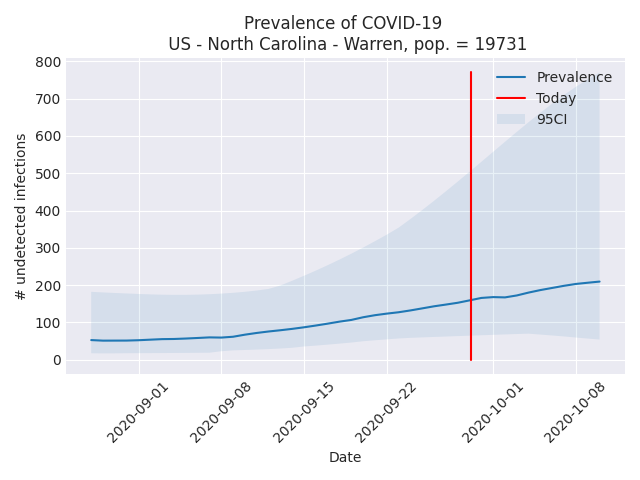 Prevalence of COVID-19
US - North Carolina - Warren, pop. = 19731
800
700
600
500
400
300
200
100
0
# undetected infections
Prevalence
Today
95CI
2020-09-01
2020-09-08
2020-09-15
2020-09-22
2020-10-01
2020-10-08
Date